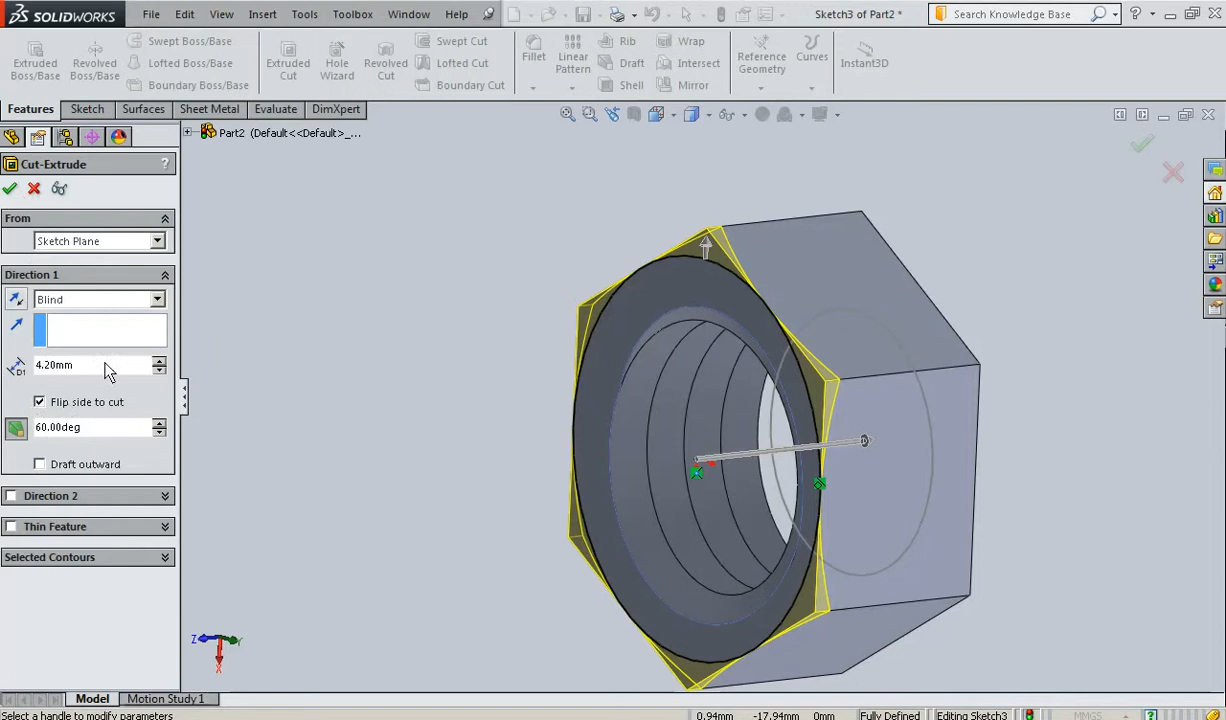 SOLIDWORKS File Edit View Insert Tools Toolbox Window Help Sketch3 of Part2 * Search Knowledge Base ?
Extruded Boss/Base
Revolved Boss/Base
Swept Boss/Base
Lofted Boss/Base
Boundary Boss/Base
Extruded Cut
Hole Wizard
Revolved Cut
Swept Cut
Lofted Cut
Boundary Cut
Fillet
Linear Pattern
Rib
Draft
Shell
Wrap
Intersect
Mirror
Reference Geometry
Curves
Instant3D
Features Sketch Surfaces Sheet Metal Evaluate DimXpert
Part2 (Default<<Default>_...
Cut-Extrude ?
From
Sketch Plane
Direction 1
Blind
D1 4.20mm
Flip side to cut
60.00deg
Draft outward
Direction 2
Thin Feature
Selected Contours
Z Y
X
Model Motion Study 1
Select a handle to modify parameters 0.94mm -17.94mm 0mm Fully Defined Editing Sketch3 MMGS ?